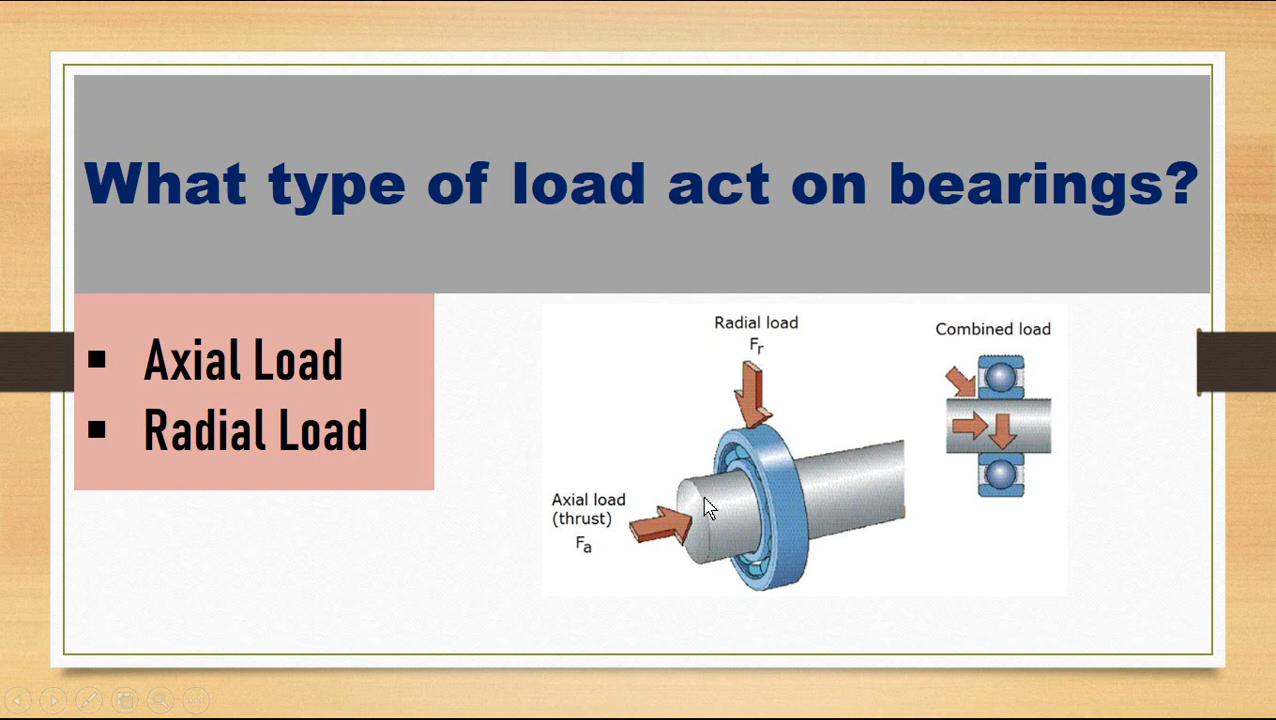 What type of load act on bearings?
▪ Axial Load
▪ Radial Load
Radial load
Fr
Axial load
(thrust)
Fa
Combined load